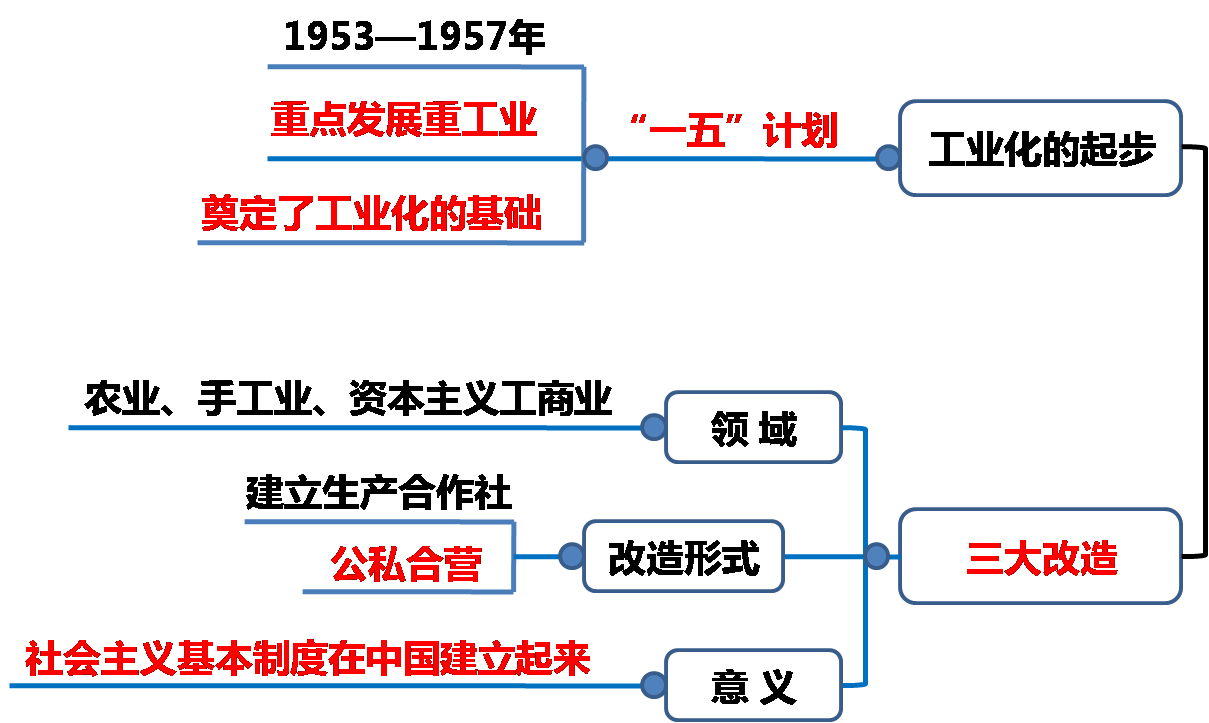 1953—1957年
重点发展重工业
“一五”计划
工业化的起步
奠定了工业化的基础
农业、手工业、资本主义工商业
领 域
建立生产合作社
公私合营
改造形式
三大改造
社会主义基本制度在中国建立起来
意 义